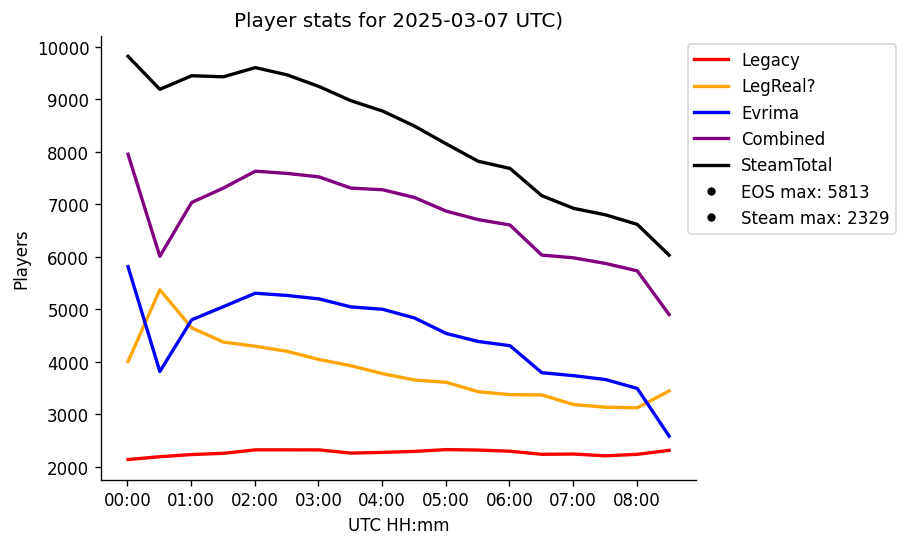 Player stats for 2025-03-07 UTC)
10000
9000
8000
7000
6000
5000
4000
3000
2000
Players
00:00 01:00 02:00 03:00 04:00 05:00 06:00 07:00 08:00
UTC HH:mm
Legacy
LegReal?
Evrima
Combined
SteamTotal
EOS max: 5813
Steam max: 2329